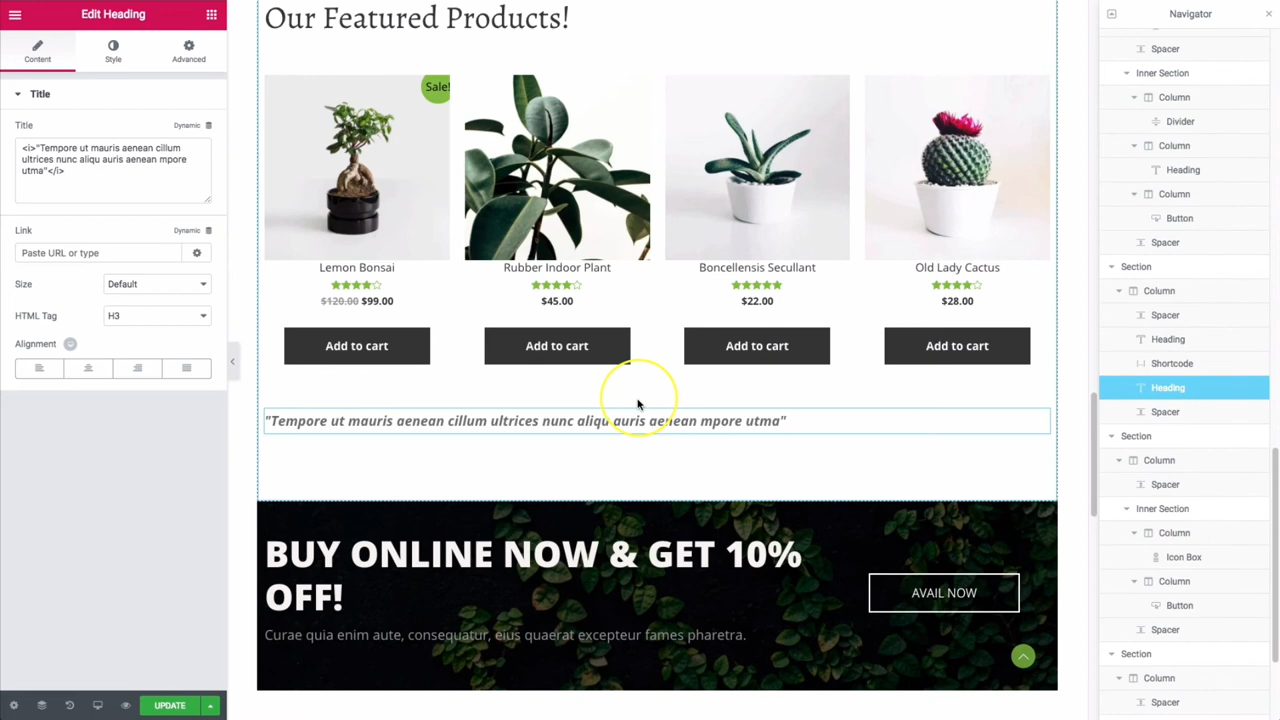 Edit Heading
Content
Style
Advanced
Title
Title
Dynamic
<i>"Tempore ut mauris aenean cillum
ultrices nunc aliqu auris aenean mpore
utma"</i>
Link
Dynamic
Paste URL or type
Size
Default
HTML Tag
H3
Alignment
UPDATE
Our Featured Products!
Sale!
Lemon Bonsai
$120.00 $99.00
Add to cart
Rubber Indoor Plant
$45.00
Add to cart
Boncellensis Secullant
$22.00
Add to cart
Old Lady Cactus
$28.00
Add to cart
"Tempore ut mauris aenean cillum ultrices nunc aliqu auris aenean mpore utma"
BUY ONLINE NOW & GET 10%
OFF!
Curae quia enim aute, consequatur, eius quaerat excepteur fames pharetra.
AVAIL NOW
Navigator
Spacer
Inner Section
Column
Divider
Column
Heading
Column
Button
Spacer
Section
Column
Spacer
Heading
Shortcode
Heading
Spacer
Section
Column
Spacer
Inner Section
Column
Icon Box
Column
Button
Spacer
Section
Column
Spacer